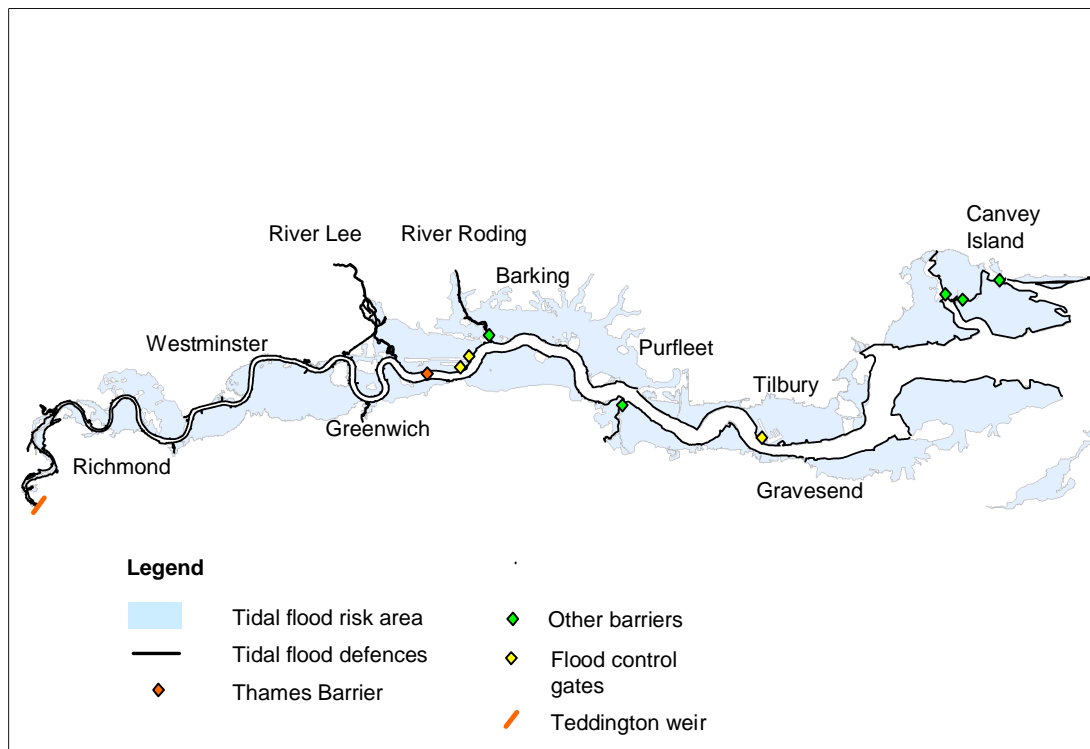 Canvey
Island
River Lee
River Roding
Barking
Westminster
Purfleet
Tilbury
Greenwich
Richmond
Gravesend
Legend
Tidal flood risk area
Tidal flood defences
Thames Barrier
Other barriers
Flood control
gates
Teddington weir